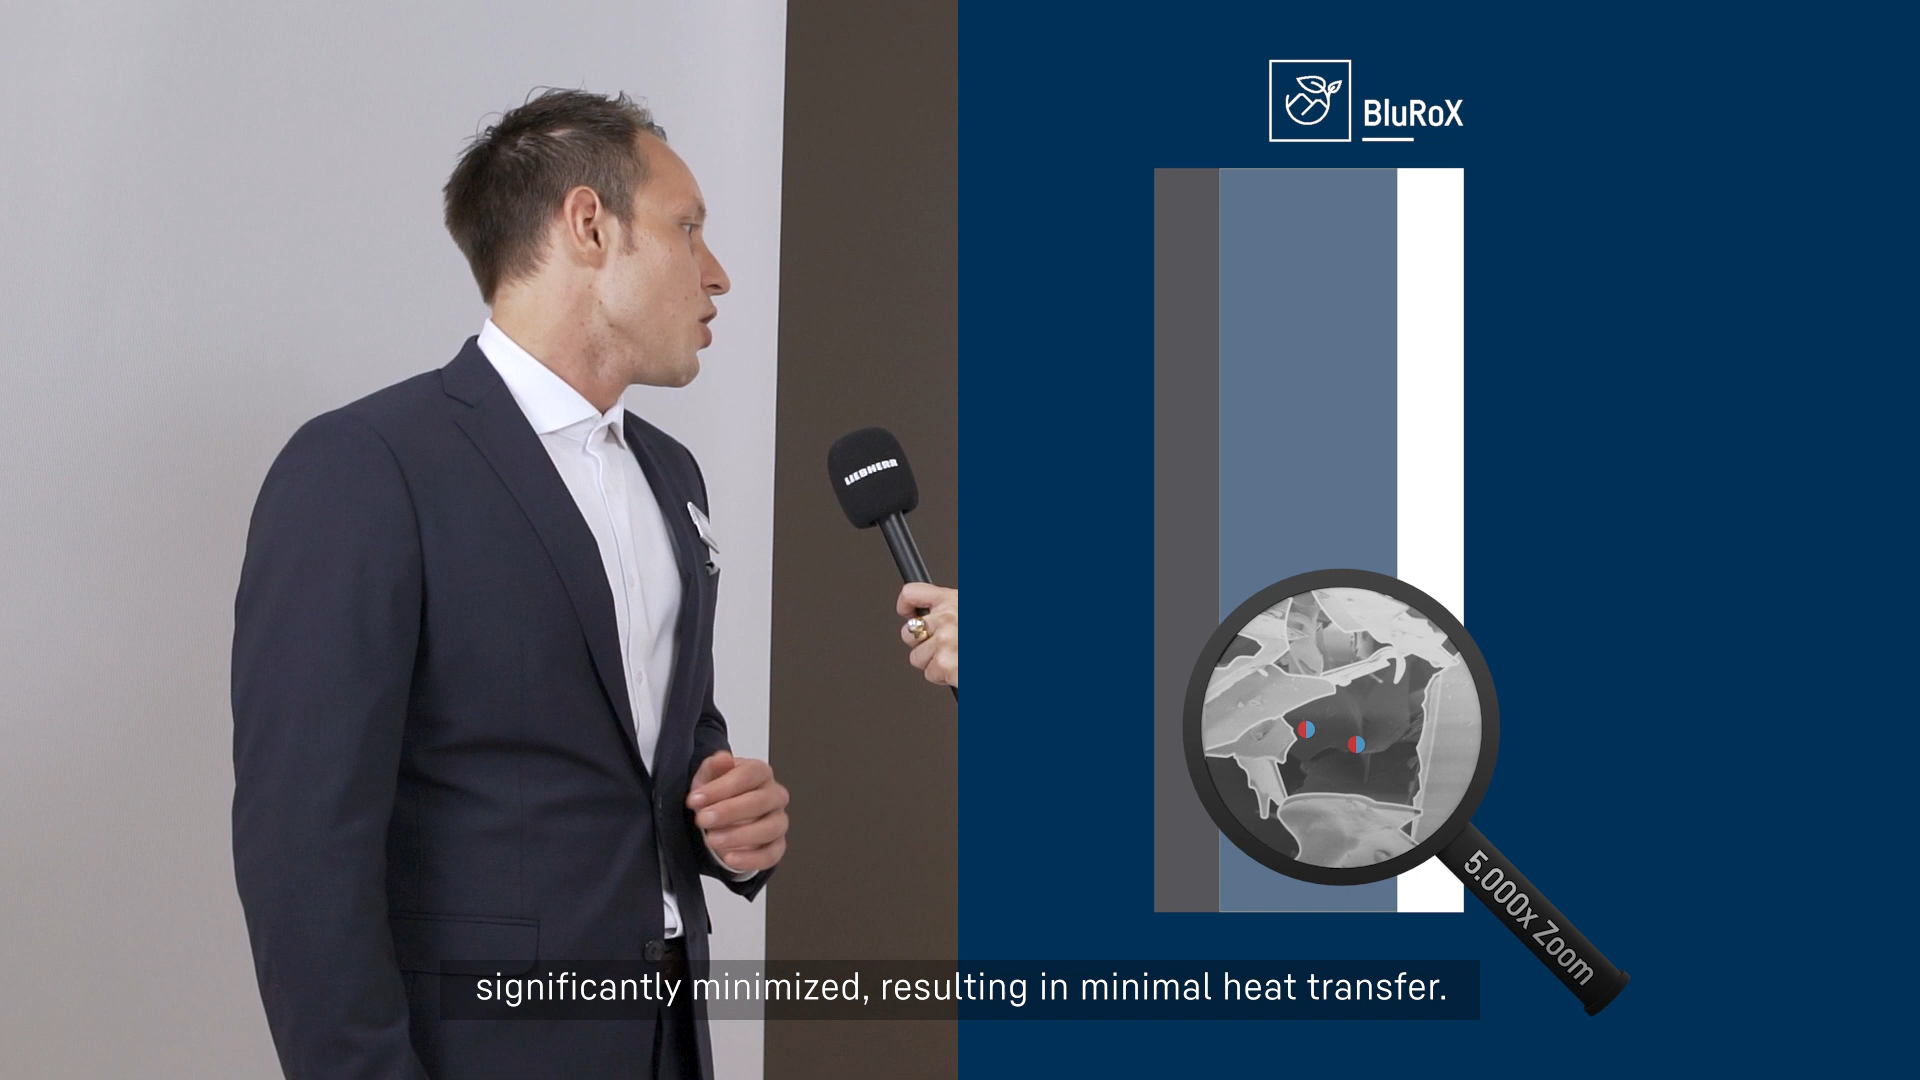 BluRoX
LIEBHERR
5.000x Zoom
significantly minimized, resulting in minimal heat transfer.